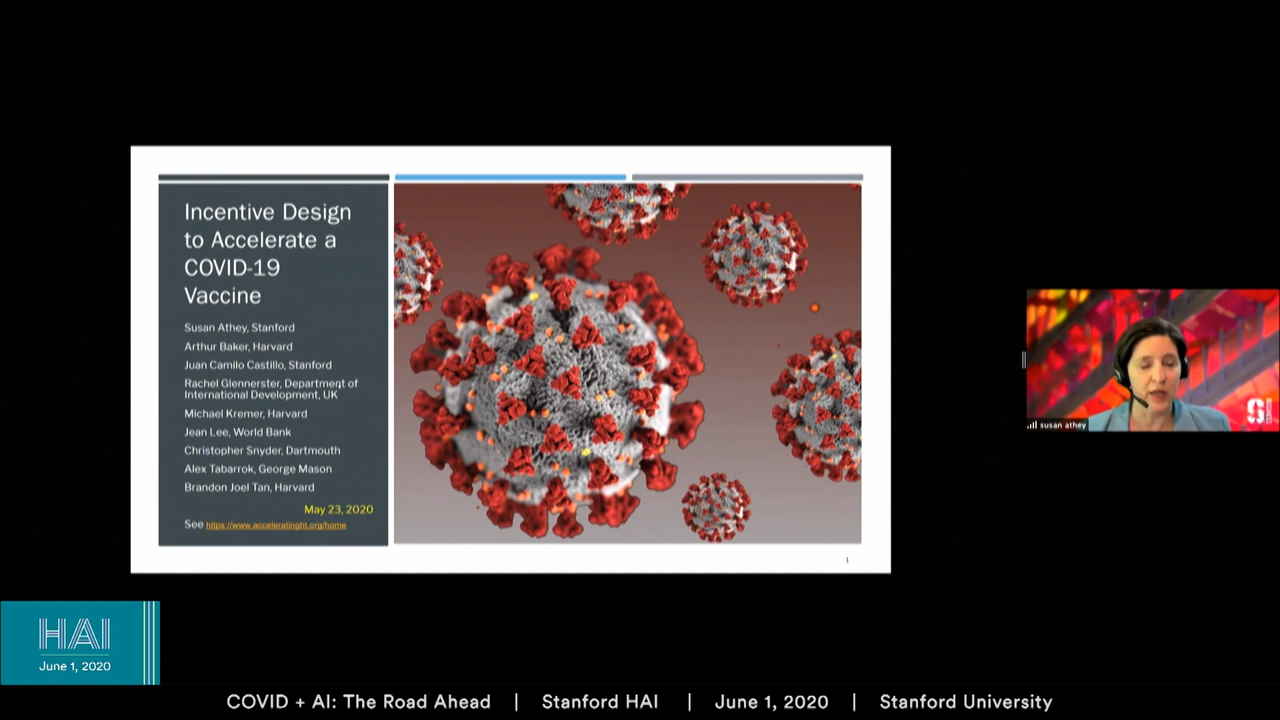 Incentive Design
to Accelerate a
COVID-19
Vaccine
Susan Athey, Stanford
Arthur Baker, Harvard
Juan Camilo Castillo, Stanford
Rachel Glennerster, Department of
International Development, UK
Michael Kremer, Harvard
Jean Lee, World Bank
Christopher Snyder, Dartmouth
Alex Tabarrok, George Mason
Brandon Joel Tan, Harvard
May 23, 2020
See https://www.acceleratinght.org/home
1
susan athey
S
HAI
June 1, 2020
COVID + AI: The Road Ahead | Stanford HAI | June 1, 2020 | Stanford University